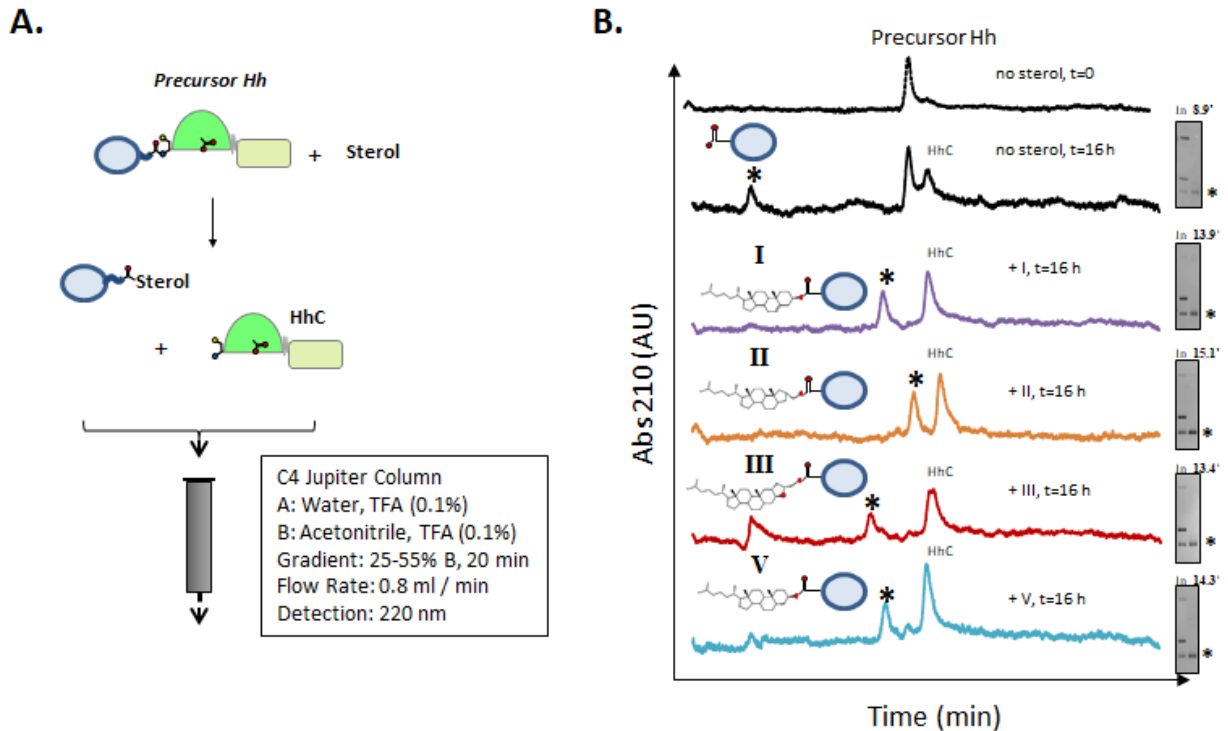 A.
Precursor Hh
+ Sterol
Sterol
+
HhC
C4 Jupiter Column
A: Water, TFA (0.1%)
B: Acetonitrile, TFA (0.1%)
Gradient: 25-55% B, 20 min
Flow Rate: 0.8 ml / min
Detection: 220 nm
B.
Precursor Hh
no sterol, t=0
In 8.9'
*
HhC
no sterol, t=16 h
*
In 13.9'
I
*
HhC
+ I, t=16 h
*
In 15.1'
II
*
HhC
+ II, t=16 h
*
In 13.4'
III
*
HhC
+ III, t=16 h
*
In 14.3'
V
*
HhC
+ V, t=16 h
*
Abs 210 (AU)
Time (min)